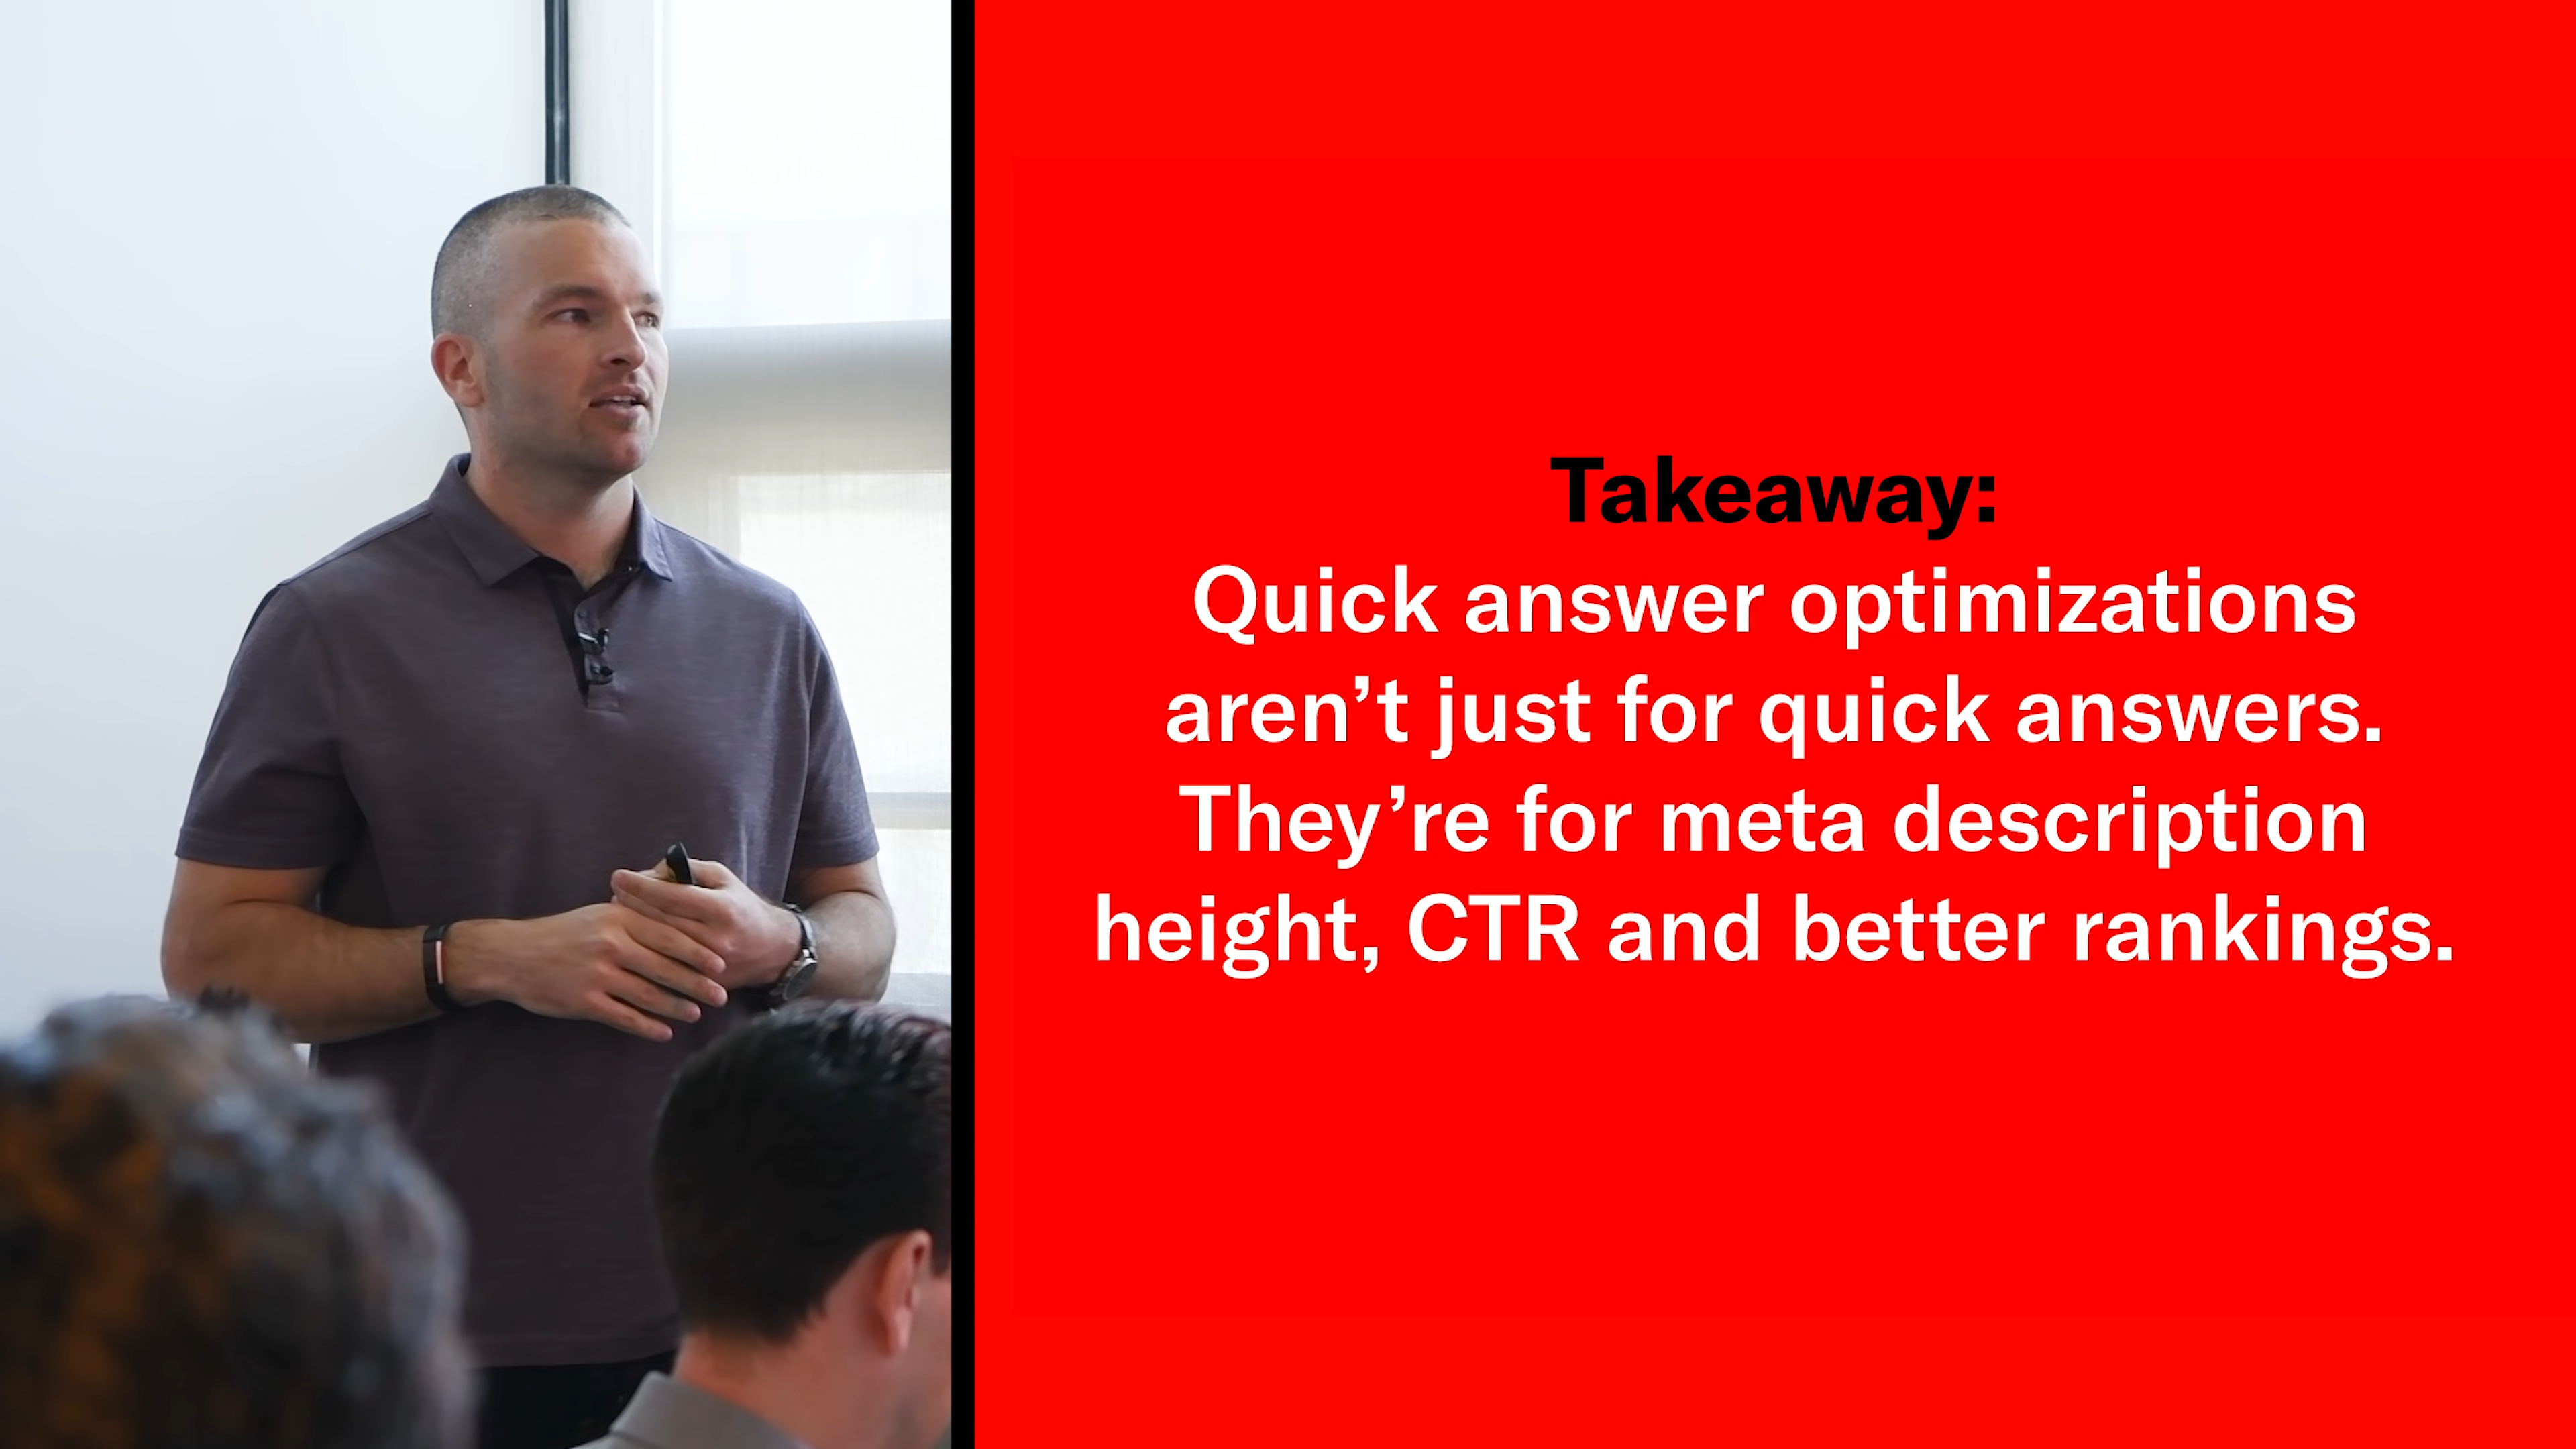 Takeaway:
Quick answer optimizations
aren’t just for quick answers.
They’re for meta description
height, CTR and better rankings.